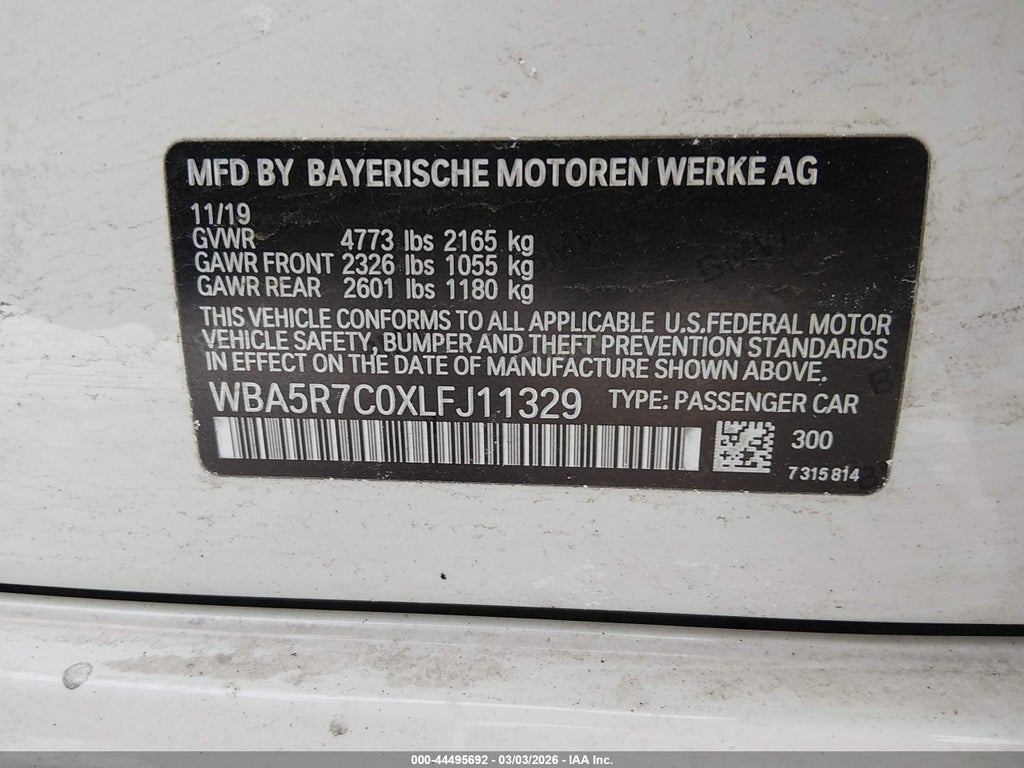 MFD BY BAYERISCHE MOTOREN WERKE AG
11/19
GVWR 4773 lbs 2165 kg
GAWR FRONT 2326 lbs 1055 kg
GAWR REAR 2601 lbs 1180 kg
THIS VEHICLE CONFORMS TO ALL APPLICABLE U.S.FEDERAL MOTOR
VEHICLE SAFETY, BUMPER AND THEFT PREVENTION STANDARDS
IN EFFECT ON THE DATE OF MANUFACTURE SHOWN ABOVE.
WBA5R7C0XLFJ11329 TYPE: PASSENGER CAR
300
7315814
000-44495692 | 03/03/2026 – IAA Inc.